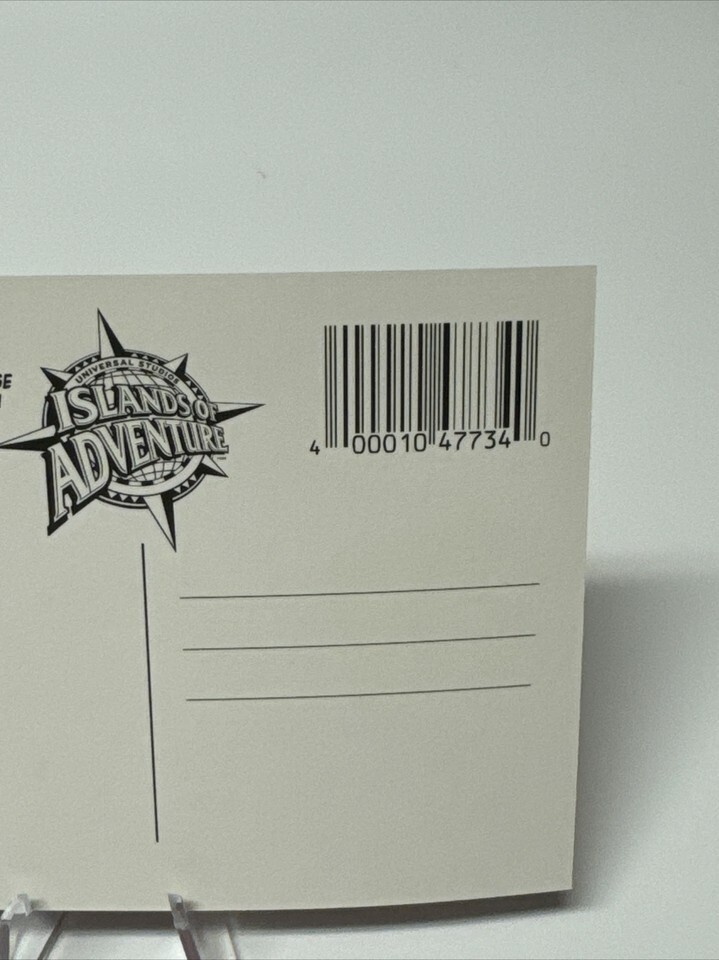 UNIVERSAL STUDIOS
ISLANDS OF
ADVENTURE
4 00010 47734 0